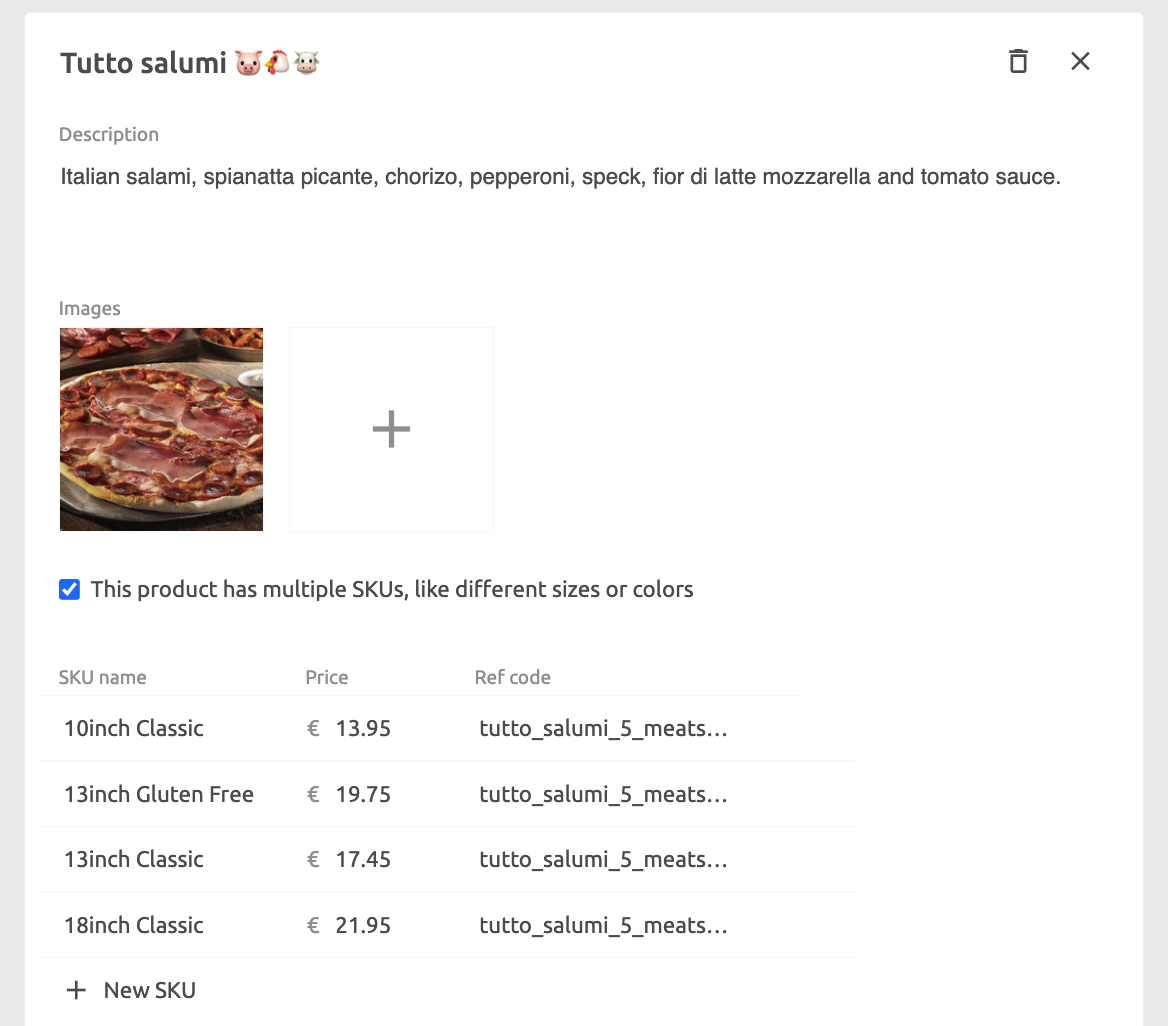 Tutto salumi 🐷🐔🐮
Description
Italian salami, spianatta picante, chorizo, pepperoni, speck, fior di latte mozzarella and tomato sauce.
Images
This product has multiple SKUs, like different sizes or colors
SKU name Price Ref code
10inch Classic € 13.95 tutto_salumi_5_meats...
13inch Gluten Free € 19.75 tutto_salumi_5_meats...
13inch Classic € 17.45 tutto_salumi_5_meats...
18inch Classic € 21.95 tutto_salumi_5_meats...
+ New SKU